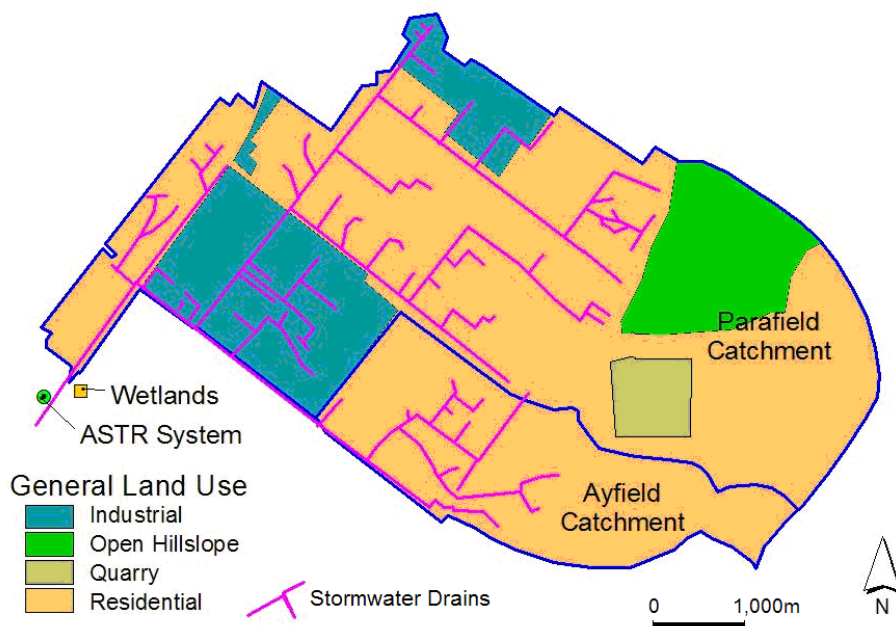 Parafield
Catchment
Wetlands
ASTR System
General Land Use
Industrial
Open Hillslope
Quarry
Residential
Ayfield
Catchment
Stormwater Drains
0 1,000m
N